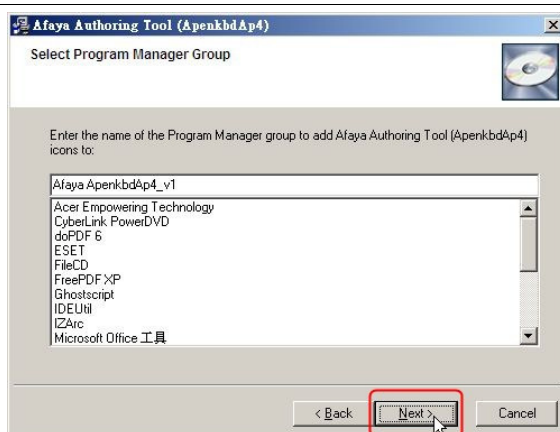 Afaya Authoring Tool (ApenkbdAp4)
Select Program Manager Group
Enter the name of the Program Manager group to add Afaya Authoring Tool (ApenkbdAp4)
icons to:
Afaya ApenkbdAp4_v1
Acer Empowering Technology
CyberLink PowerDVD
doPDF 6
ESET
FileCD
FreePDF XP
Ghostscript
IDEUtil
IZArc
Microsoft Office 工具
< Back
Next >
Cancel